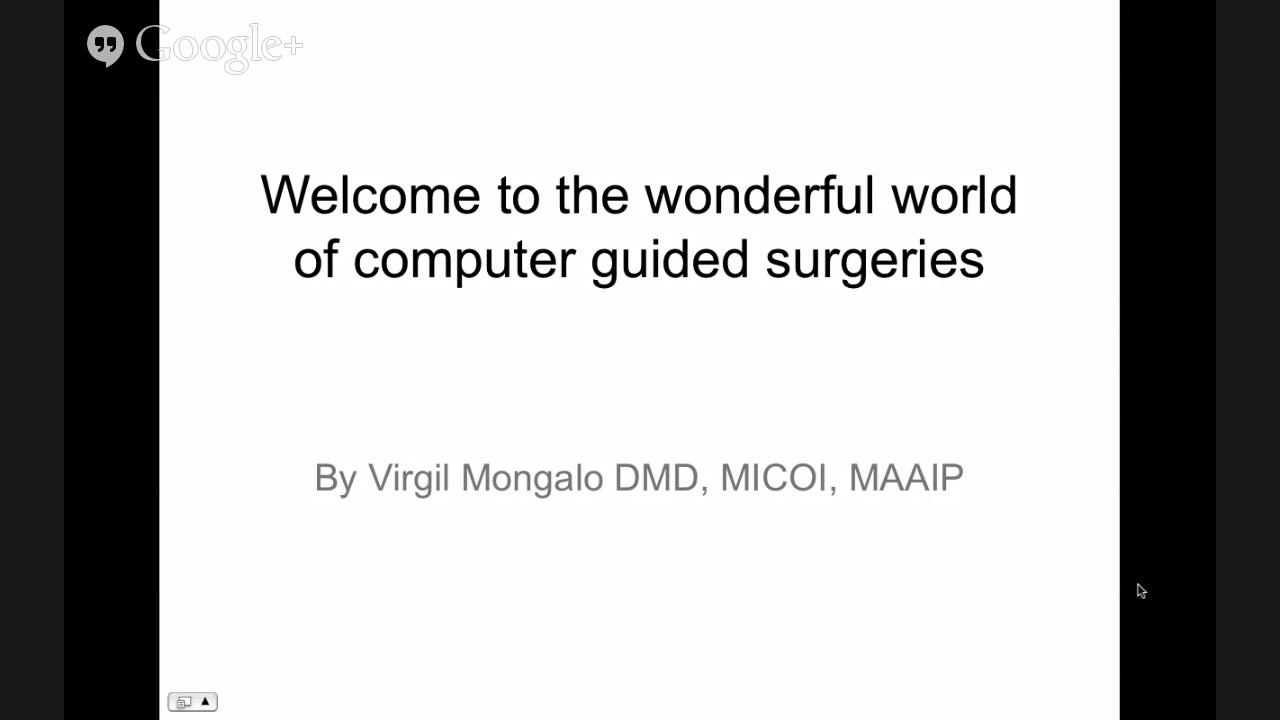 Google+
Welcome to the wonderful world
of computer guided surgeries
By Virgil Mongalo DMD, MICOI, MAAIP